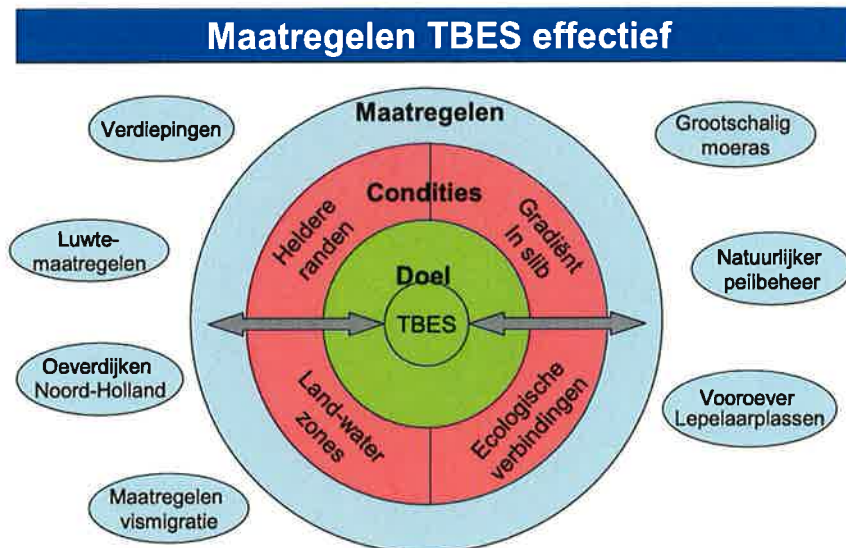 Maatregelen TBES effectief
Verdiepingen
Luwte-
maatregelen
Oeverdijken
Noord-Holland
Maatregelen
vismigratie
Maatregelen
Condities
Heldere
randen
Gradiënt
In slib
Doel
TBES
Land-water
zones
Ecologische
verbindingen
Grootschalig
moeras
Natuurlijker
peilbeheer
Vooroever
Lepelaarplassen